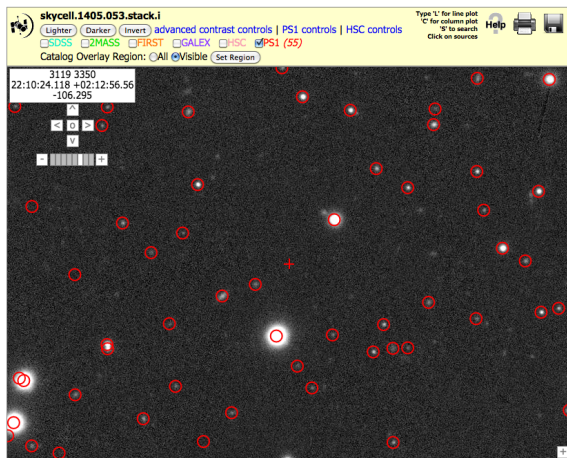 skycell.1405.053.stack.i
Lighter Darker Invert advanced contrast controls | PS1 controls | HSC controls
SDSS 2MASS FIRST GALEX HSC PS1 (55)
Catalog Overlay Region: All Visible Set Region
Type 'L' for line plot
'C' for column plot
'S' to search
Click on sources
Help
3119 3350
22:10:24.118 +02:12:56.56
-106.295
^
< o >
v
- +
+